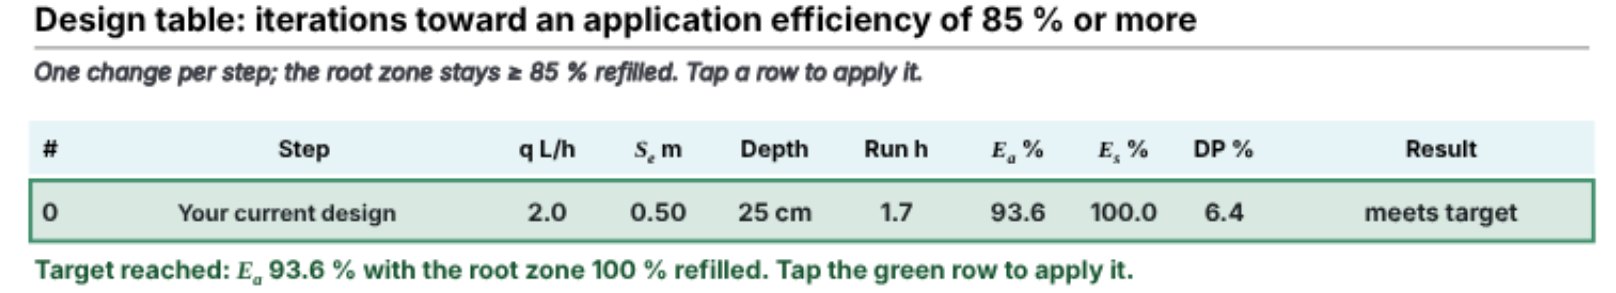 Design table: iterations toward an application efficiency of 85 % or more
One change per step; the root zone stays ≥ 85 % refilled. Tap a row to apply it.
# Step q L/h Se m Depth Run h Ea % Es % DP % Result
0 Your current design 2.0 0.50 25 cm 1.7 93.6 100.0 6.4 meets target
Target reached: Ea 93.6 % with the root zone 100 % refilled. Tap the green row to apply it.